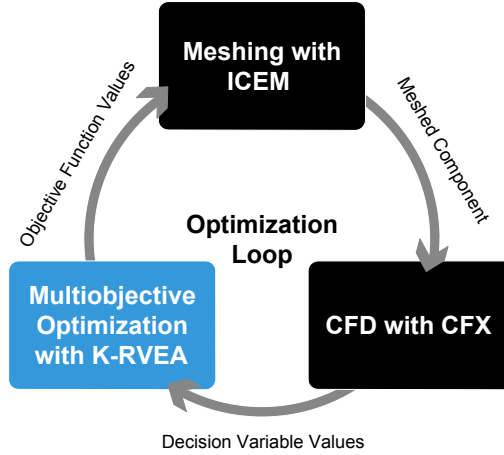 Meshing with
ICEM
Objective Function Values
Meshed Component
Optimization
Loop
Multiobjective
Optimization
with K-RVEA
CFD with CFX
Decision Variable Values